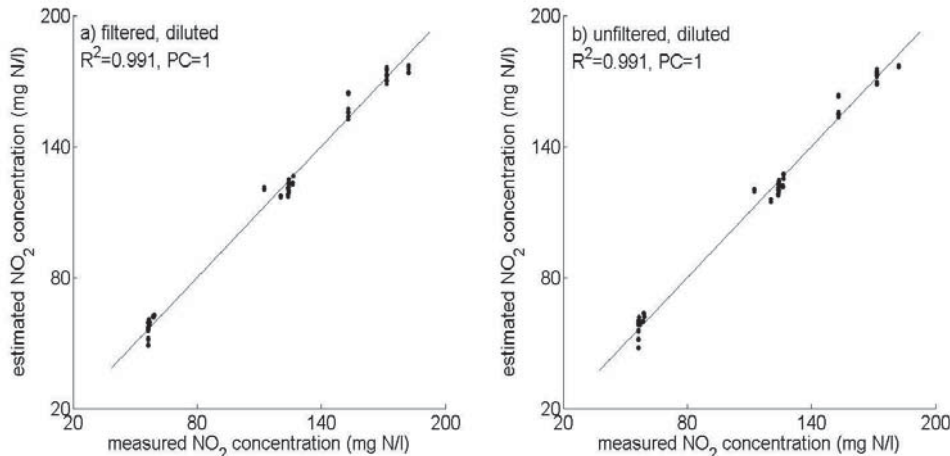 200
a) filtered, diluted
R²=0.991, PC=1
140
80
20
estimated NO₂ concentration (mg N/l)
20 80 140 200
measured NO₂ concentration (mg N/l)
200
b) unfiltered, diluted
R²=0.991, PC=1
140
80
20
estimated NO₂ concentration (mg N/l)
20 80 140 200
measured NO₂ concentration (mg N/l)